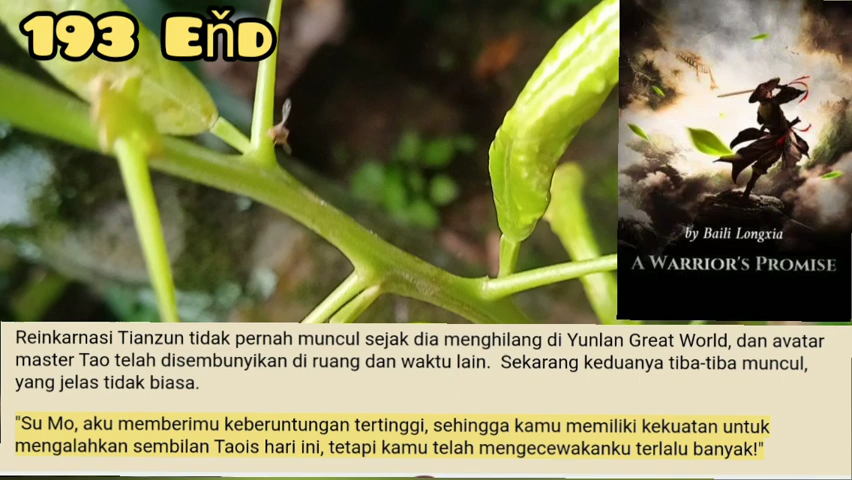 193 Eňd
by Baili Longxia
A Warrior's Promise
Reinkarnasi Tianzun tidak pernah muncul sejak dia menghilang di Yunlan Great World, dan avatar
master Tao telah disembunyikan di ruang dan waktu lain. Sekarang keduanya tiba-tiba muncul,
yang jelas tidak biasa.
"Su Mo, aku memberimu keberuntungan tertinggi, sehingga kamu memiliki kekuatan untuk
mengalahkan sembilan Taois hari ini, tetapi kamu telah mengecewakanku terlalu banyak!"